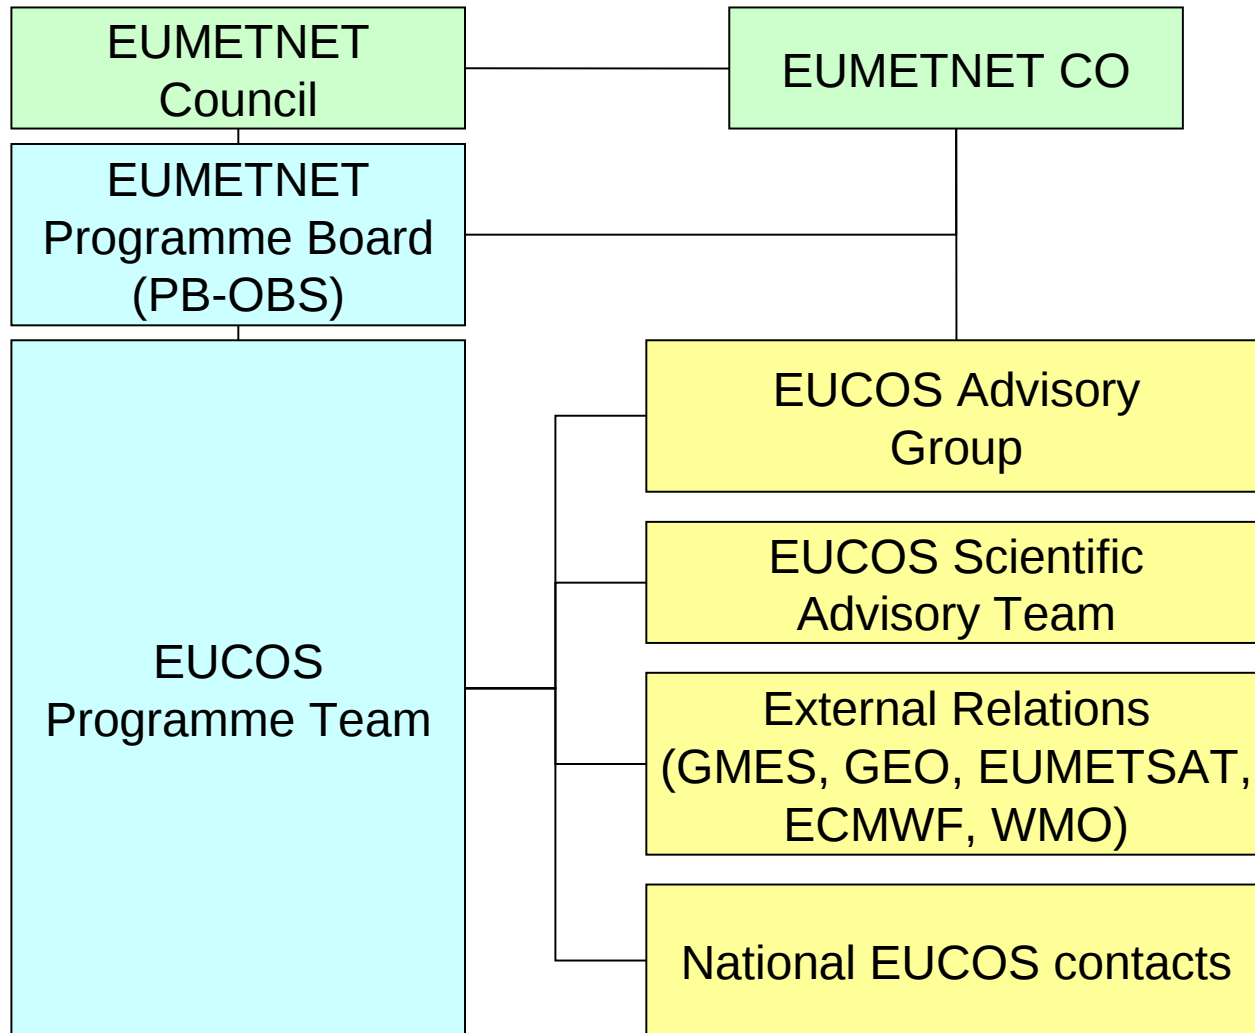 EUMETNET
Council
EUMETNET CO
EUMETNET
Programme Board
(PB-OBS)
EUCOS
Programme Team
EUCOS Advisory
Group
EUCOS Scientific
Advisory Team
External Relations
(GMES, GEO, EUMETSAT,
ECMWF, WMO)
National EUCOS contacts